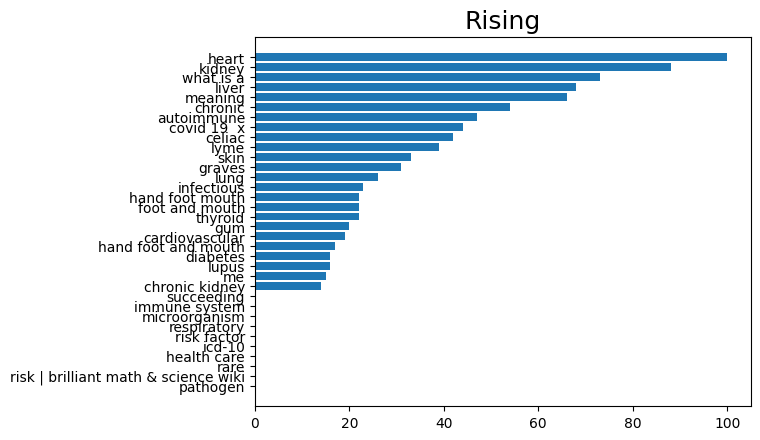 Rising
heart
kidney
what is a
liver
meaning
chronic
autoimmune
covid 19  x
celiac
lyme
skin
graves
lung
infectious
hand foot mouth
foot and mouth
thyroid
gum
cardiovascular
hand foot and mouth
diabetes
lupus
me
chronic kidney
succeeding
immune system
microorganism
respiratory
risk factor
icd-10
health care
rare
risk | brilliant math & science wiki
pathogen
0 20 40 60 80 100